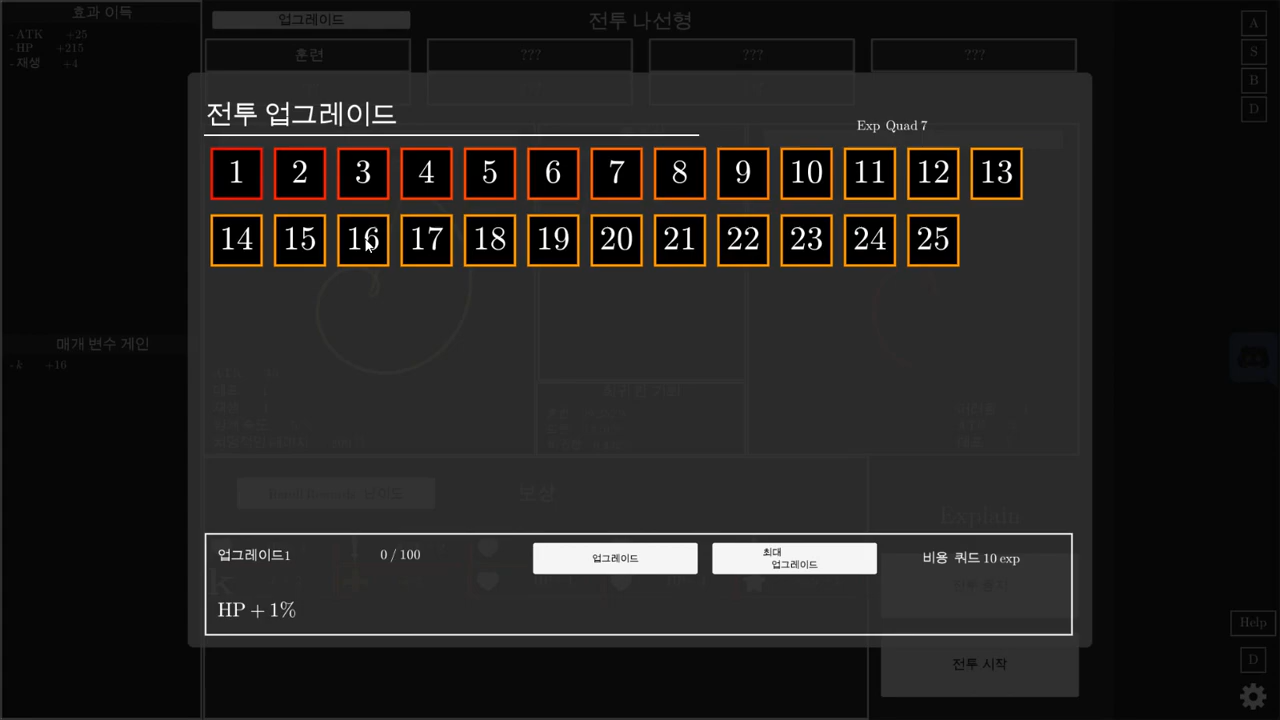 효과 이득
- ATK +25
- HP +215
- 재생 +4
업그레이드
전투 나선형
훈련
???
???
???
A
S
B
D
전투 업그레이드
Exp Quad 7
1 2 3 4 5 6 7 8 9 10 11 12 13
14 15 16 17 18 19 20 21 22 23 24 25
매개 변수 게인
- k +16
보상
Explain
업그레이드1
0 / 100
업그레이드
최대
업그레이드
비용 쿼드 10 exp
HP + 1%
전투 시작
Help
D